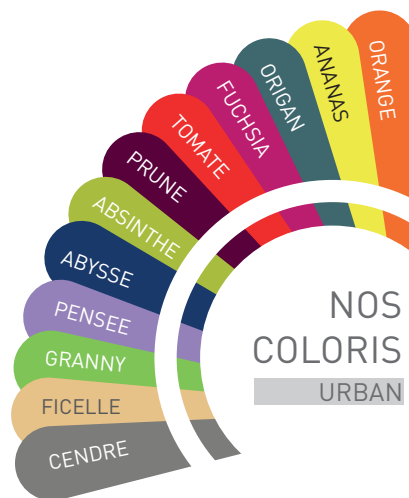 ORANGE
ANANAS
ORIGAN
FUCHSIA
TOMATE
PRUNE
ABSINTHE
ABYSSE
PENSEE
GRANNY
FICELLE
CENDRE
NOS
COLORIS
URBAN